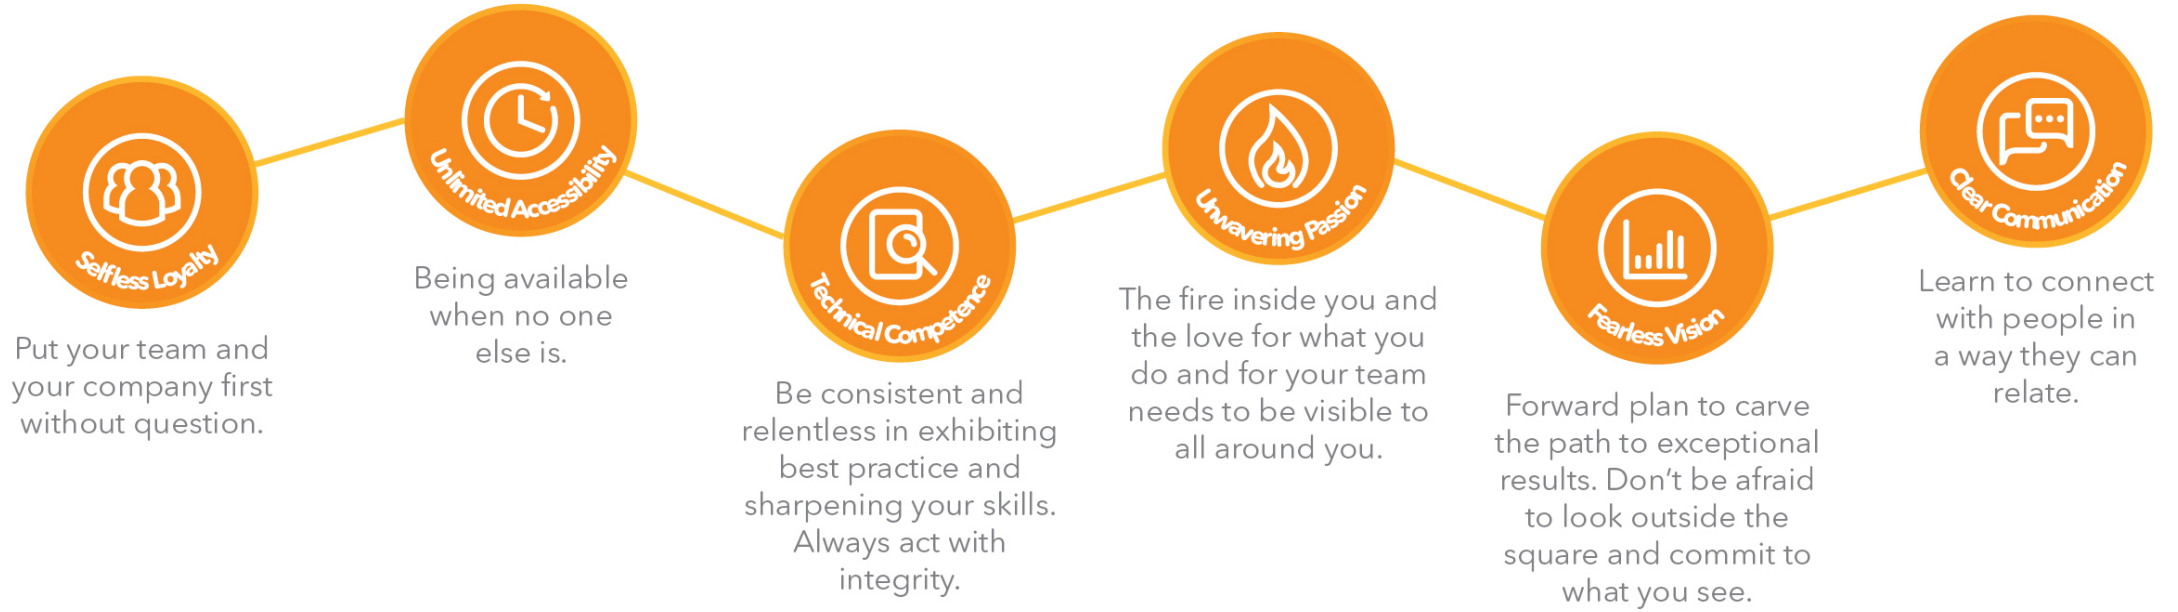 Selfless Loyalty
Put your team and
your company first
without question.
Unlimited Accessibility
Being available
when no one
else is.
Technical Competence
Be consistent and
relentless in exhibiting
best practice and
sharpening your skills.
Always act with
integrity.
Unwavering Passion
The fire inside you and
the love for what you
do and for your team
needs to be visible to
all around you.
Fearless Vision
Forward plan to carve
the path to exceptional
results. Don’t be afraid
to look outside the
square and commit to
what you see.
Clear Communication
Learn to connect
with people in
a way they can
relate.